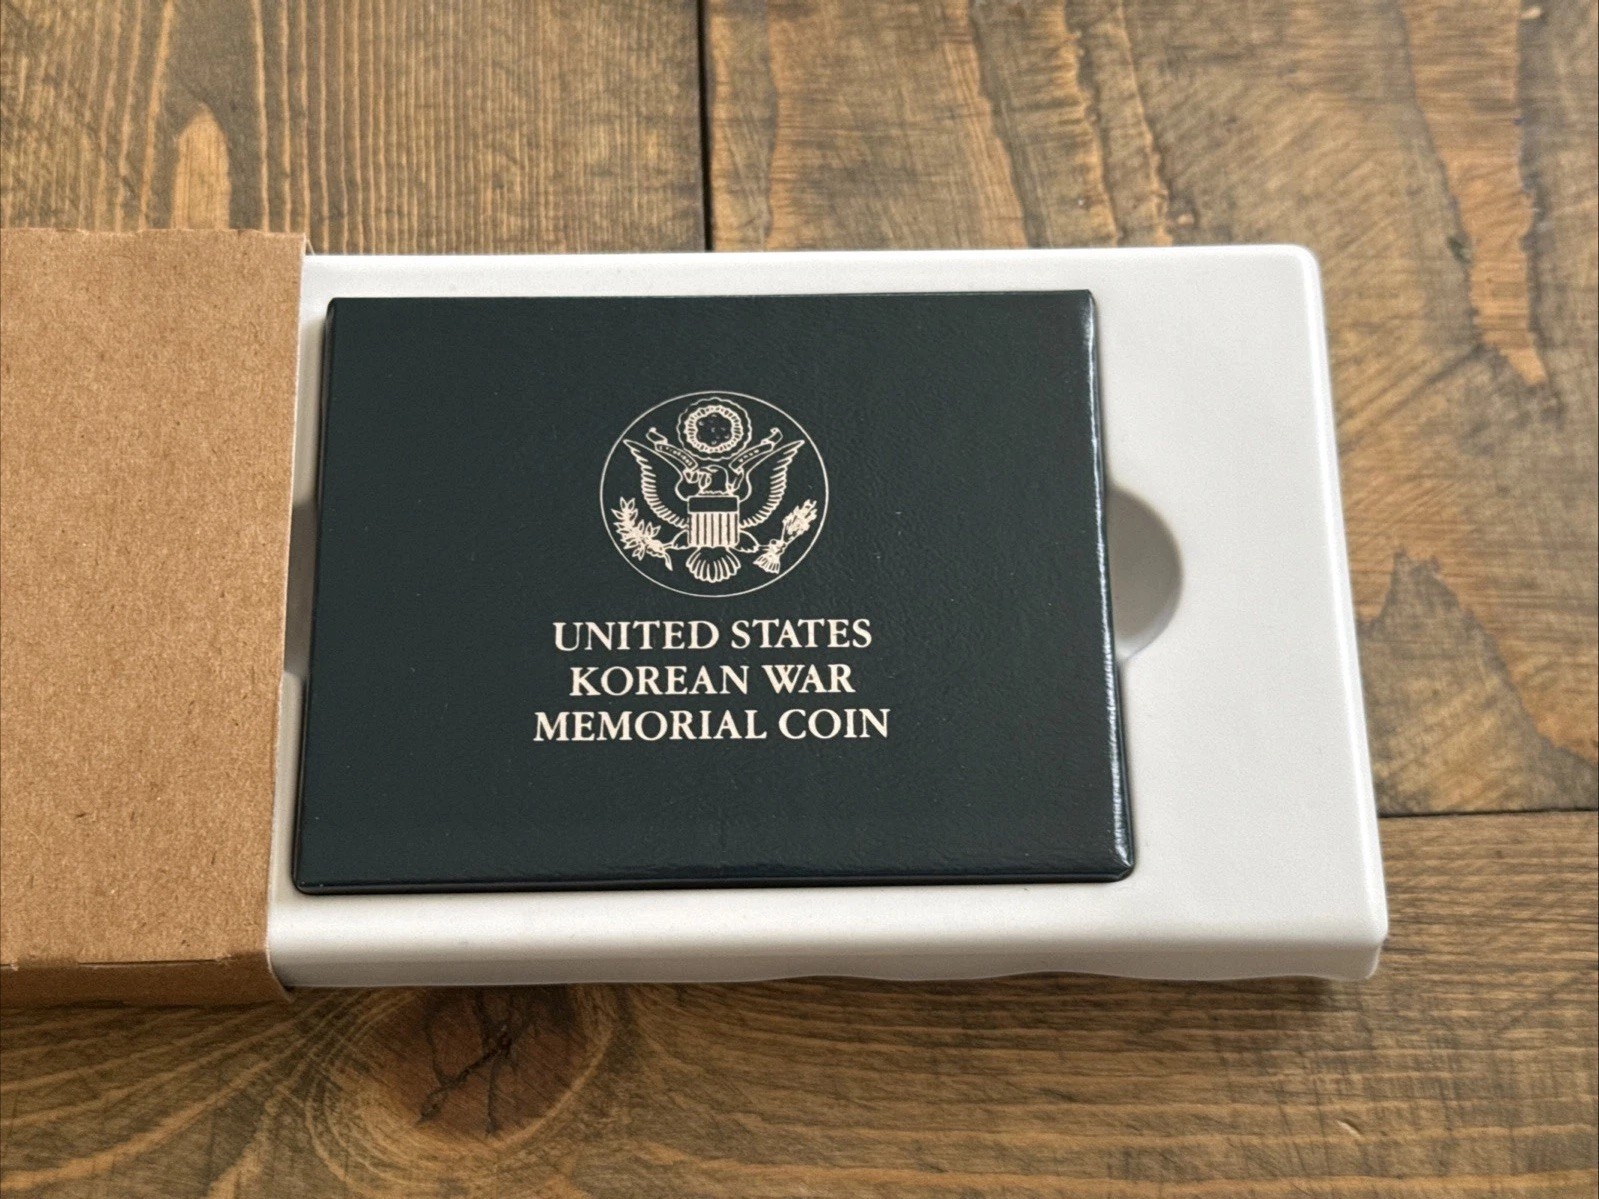 UNITED STATES
KOREAN WAR
MEMORIAL COIN